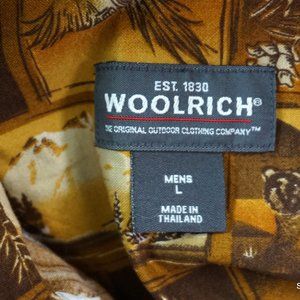 EST. 1830
WOOLRICH®
THE ORIGINAL OUTDOOR CLOTHING COMPANY™
MENS
L
MADE IN
THAILAND